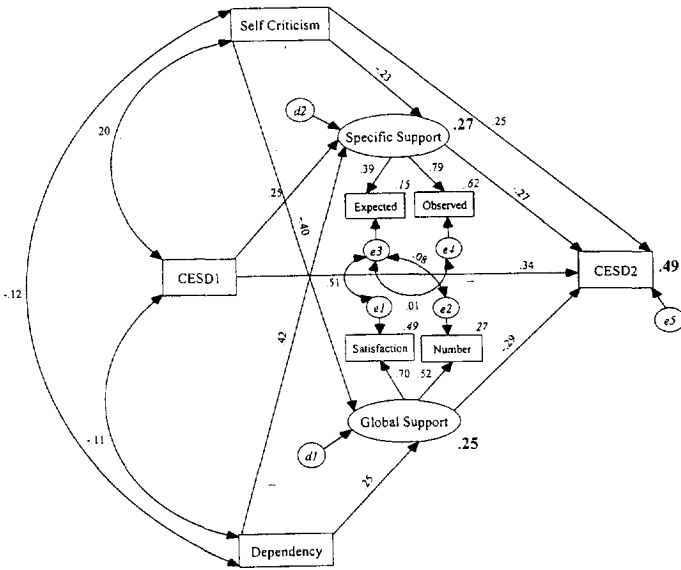 Self Criticism
-.23
d2
.27
.25
20
Specific Support
.39
.79
.25
.15
.62
-.27
Expected
Observed
-.40
e3
.08
e4
CESD1
.34
CESD2
.49
.51
-.12
.01
e1
e2
e5
.49
27
42
Satisfaction
Number
-.29
.70
.52
Global Support
-.11
d1
.25
.25
Dependency